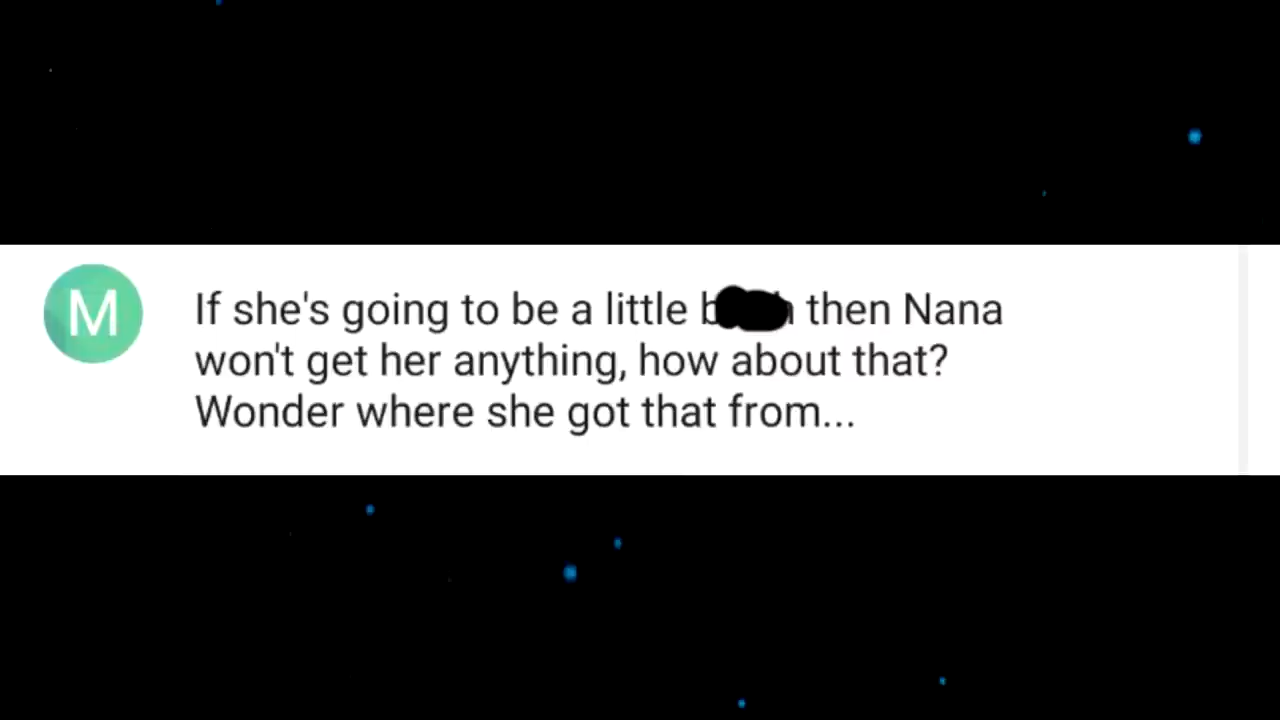 M
If she's going to be a little then Nana
won't get her anything, how about that?
Wonder where she got that from...